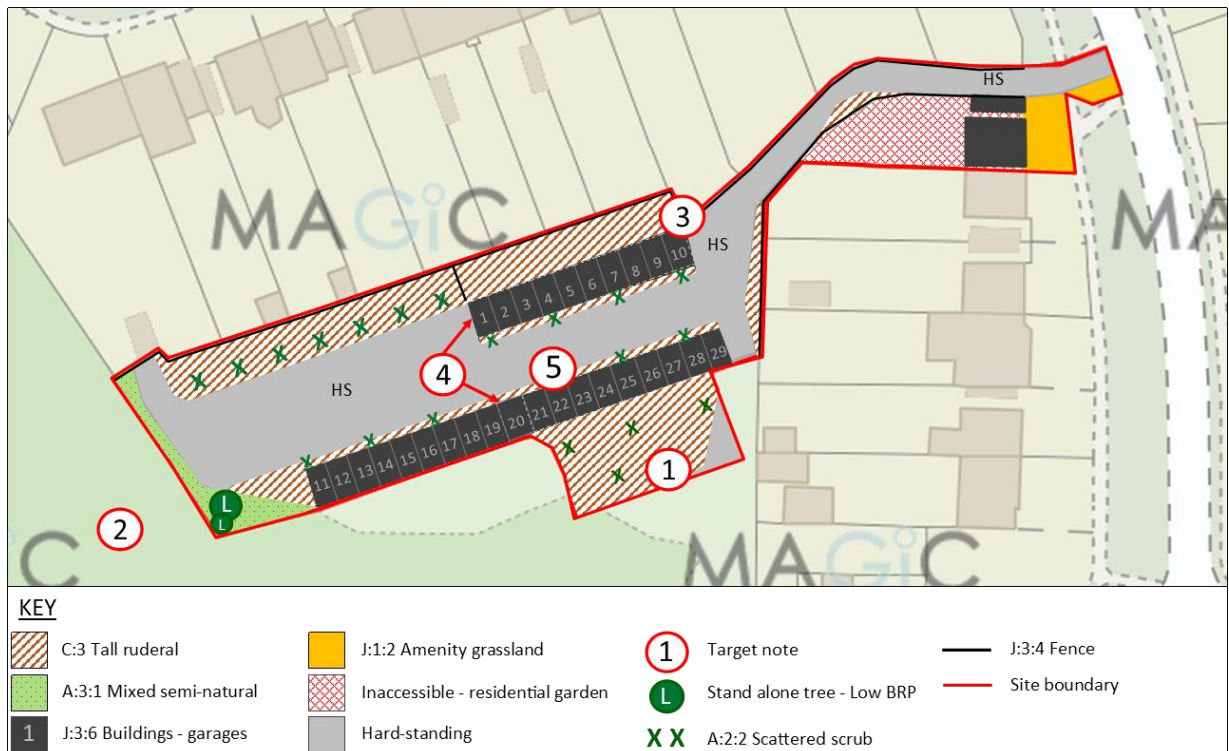 HS
MAGiC
MA
3
HS
1 2 3 4 5 6 7 8 9 10
4
5
HS
11 12 13 14 15 16 17 18 19 20 21 22 23 24 25 26 27 28 29
1
L
L
2
iC
MAGiC
KEY
C:3 Tall ruderal
J:1:2 Amenity grassland
1 Target note
J:3:4 Fence
A:3:1 Mixed semi-natural
Inaccessible - residential garden
L Stand alone tree - Low BRP
Site boundary
1 J:3:6 Buildings - garages
Hard-standing
X X A:2:2 Scattered scrub